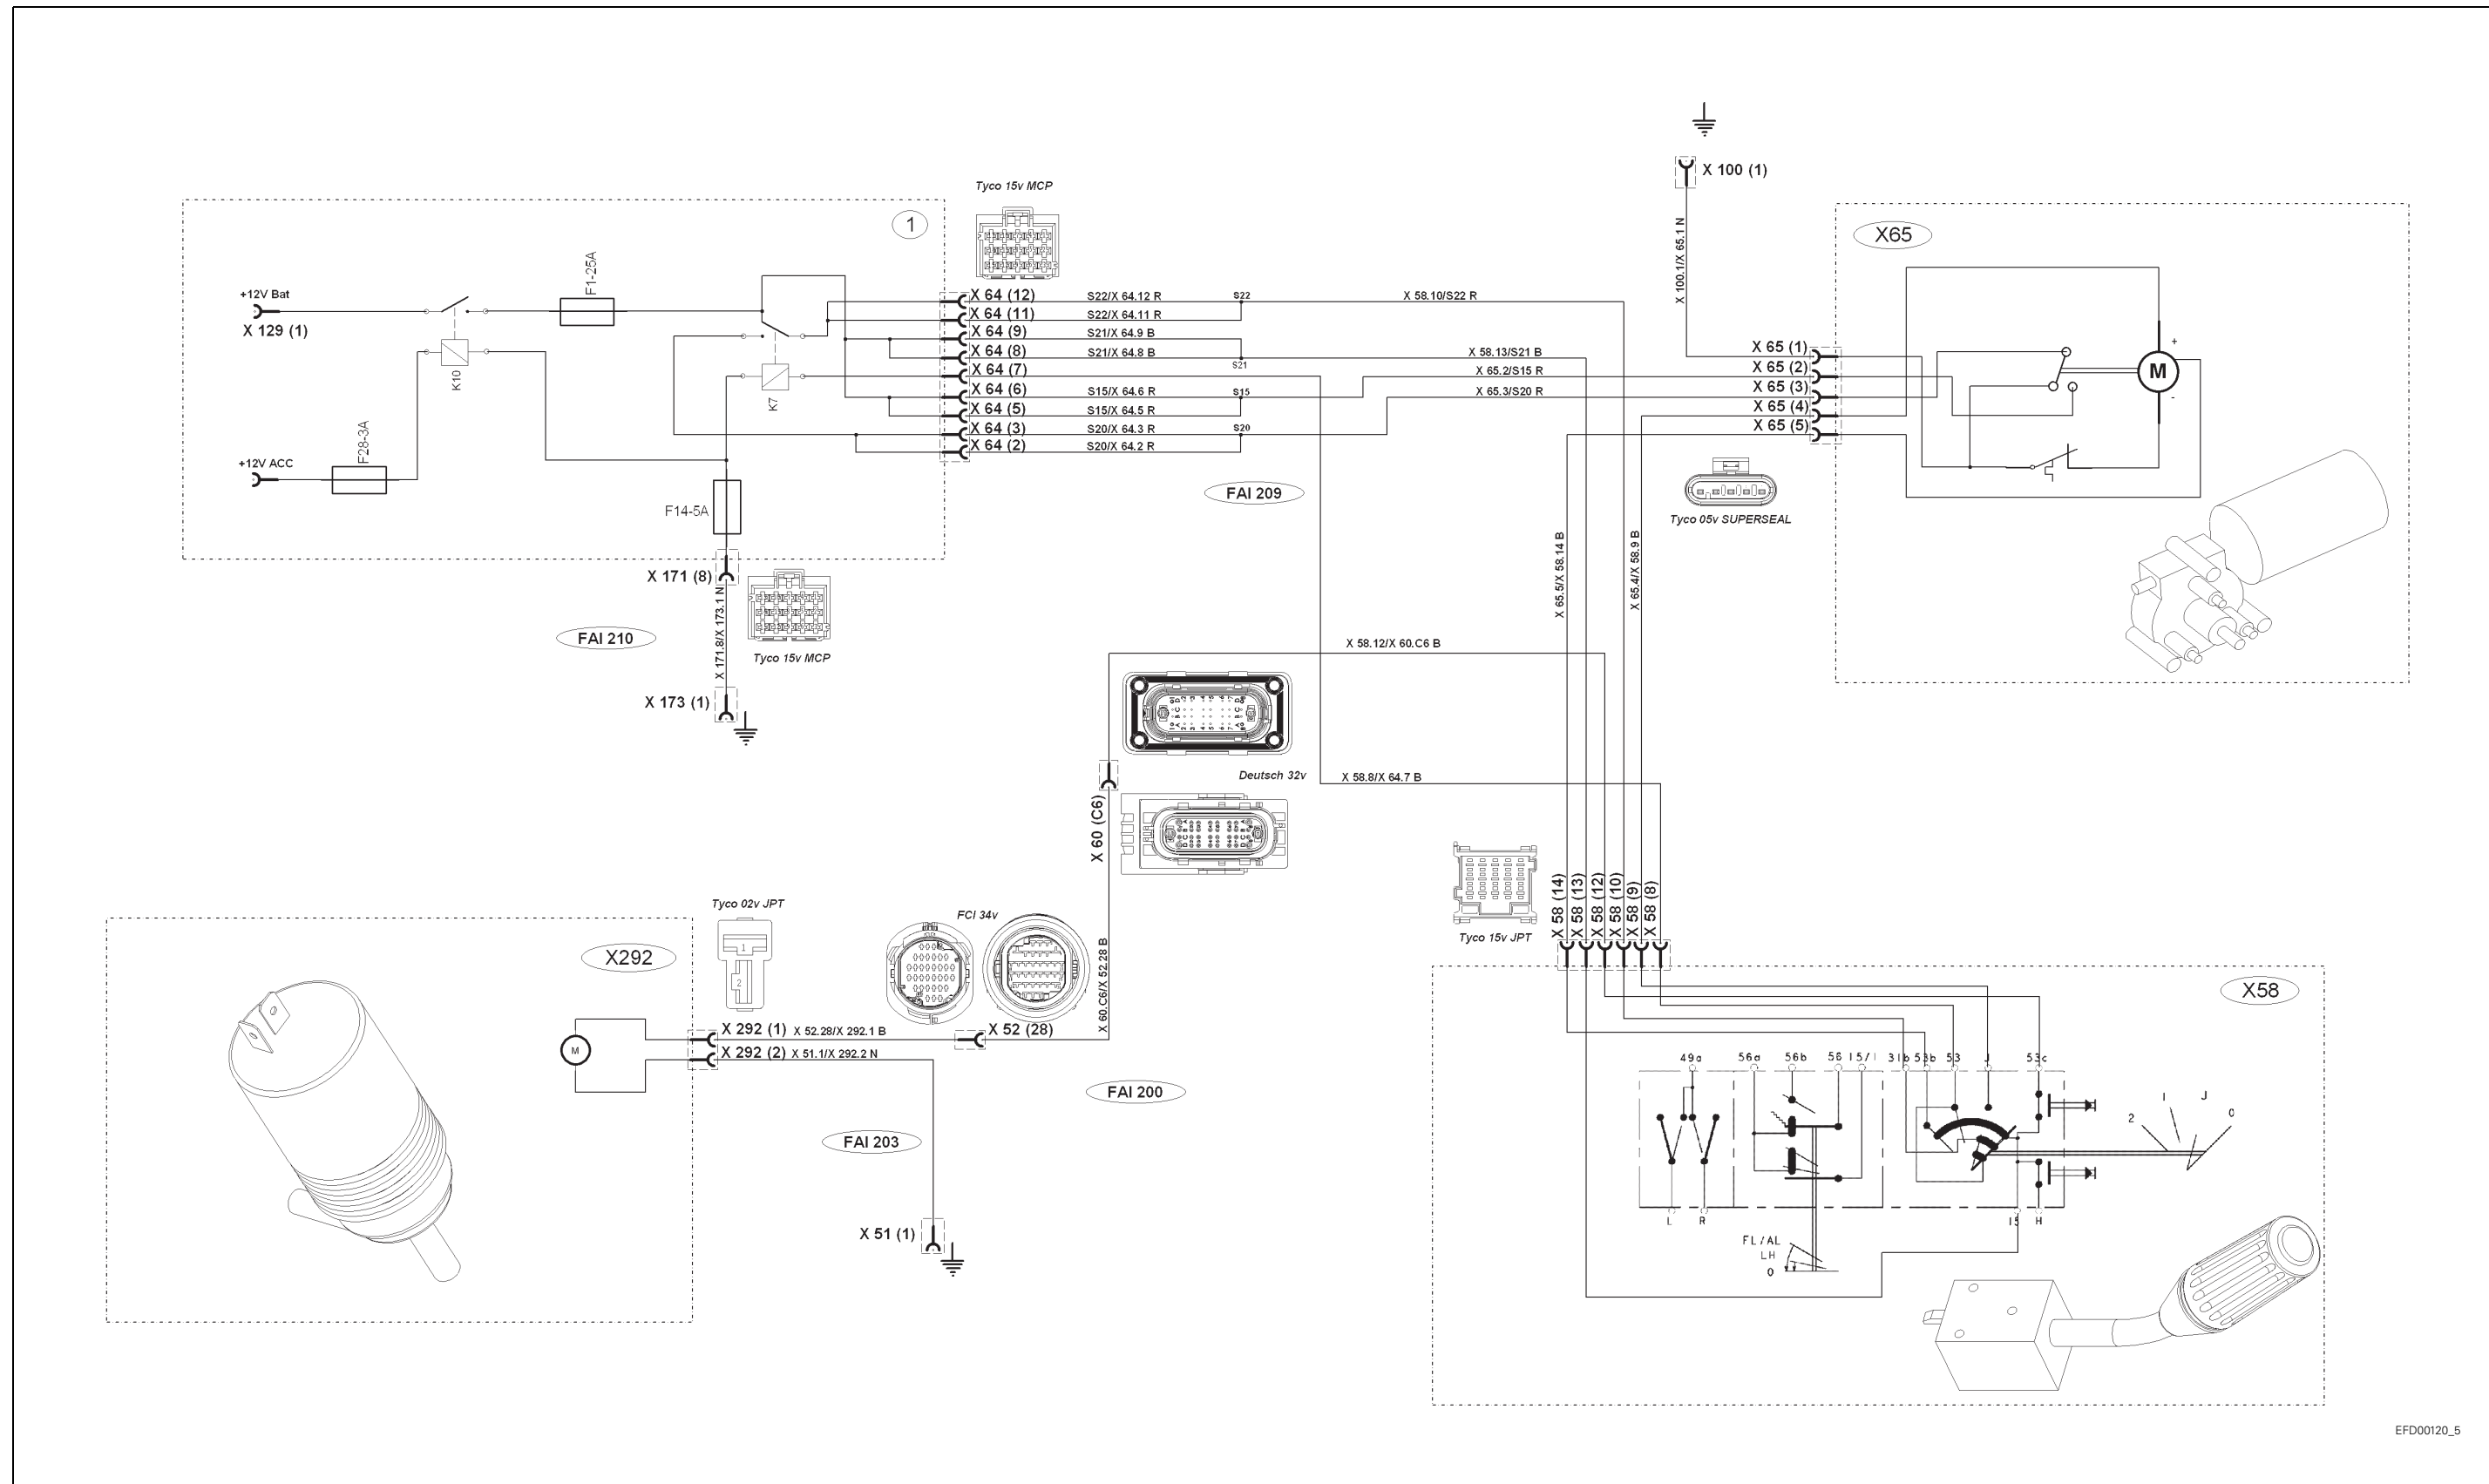 Tyco 15v MCP
X 100 (1)
X 100.1/X 65.1 N
1
X65
F1-25A
+12V Bat
X 129 (1)
K10
K7
F28-3A
+12V ACC
F14-5A
X 64 (12) S22/X 64.12 R S22 X 58.10/S22 R
X 64 (11) S22/X 64.11 R
X 64 (9) S21/X 64.9 B
X 64 (8) S21/X 64.8 B S21 X 58.13/S21 B
X 64 (7)
X 65.2/S15 R
X 64 (6) S15/X 64.6 R S15 X 65.3/S20 R
X 64 (5) S15/X 64.5 R
X 64 (3) S20/X 64.3 R S20
X 64 (2) S20/X 64.2 R
X 65 (1)
X 65 (2)
X 65 (3)
X 65 (4)
X 65 (5)
+
M
-
FAI 209
Tyco 05v SUPERSEAL
X 65.5/X 58.14 B
X 65.4/X 58.9 B
X 171 (8)
X 171.8/X 173.1 N
FAI 210
Tyco 15v MCP
X 173 (1)
X 58.12/X 60.C6 B
Deutsch 32v
X 58.8/X 64.7 B
X 60 (C6)
X 60.C6/X 52.28 B
Tyco 15v JPT
X 58 (14)
X 58 (13)
X 58 (12)
X 58 (10)
X 58 (9)
X 58 (8)
Tyco 02v JPT
1
2
FCI 34v
X292
X58
M
X 292 (1) X 52.28/X 292.1 B X 52 (28)
X 292 (2) X 51.1/X 292.2 N
FAI 200
FAI 203
X 51 (1)
49a 56a 56b 56 15/1 31b 53b 53 J 53c
2 1 J 0
L R 15 H
FL/AL
LH
0
EFD00120_5